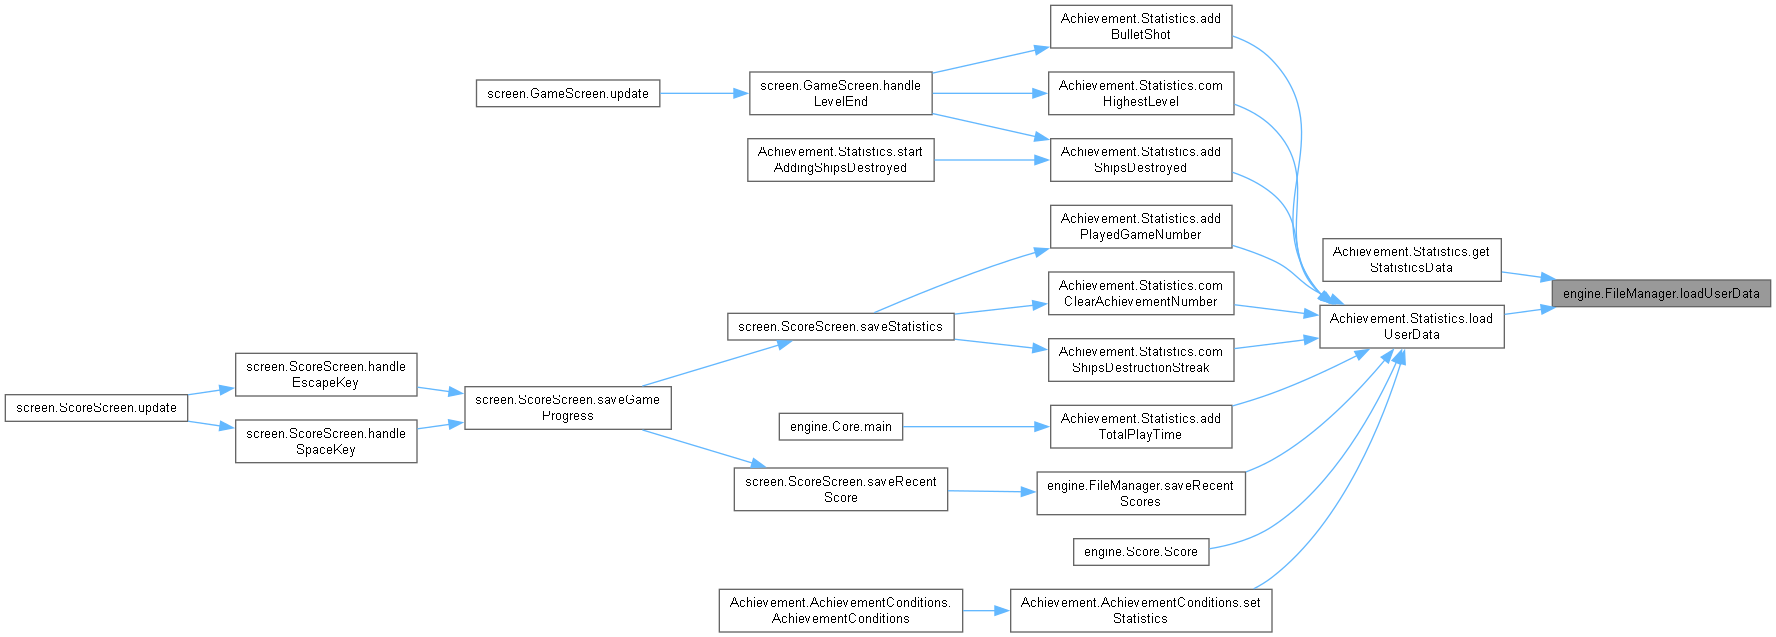 Achievement.Statistics.add
BulletShot
screen.GameScreen.update
screen.GameScreen.handle
LevelEnd
Achievement.Statistics.com
HighestLevel
Achievement.Statistics.start
AddingShipsDestroyed
Achievement.Statistics.add
ShipsDestroyed
Achievement.Statistics.add
PlayedGameNumber
Achievement.Statistics.get
StatisticsData
engine.FileManager.loadUserData
Achievement.Statistics.com
ClearAchievementNumber
screen.ScoreScreen.saveStatistics
Achievement.Statistics.load
UserData
Achievement.Statistics.com
ShipsDestructionStreak
screen.ScoreScreen.handle
EscapeKey
screen.ScoreScreen.update
screen.ScoreScreen.saveGame
Progress
screen.ScoreScreen.handle
SpaceKey
engine.Core.main
Achievement.Statistics.add
TotalPlayTime
screen.ScoreScreen.saveRecent
Score
engine.FileManager.saveRecent
Scores
engine.Score.Score
Achievement.AchievementConditions.
AchievementConditions
Achievement.AchievementConditions.set
Statistics